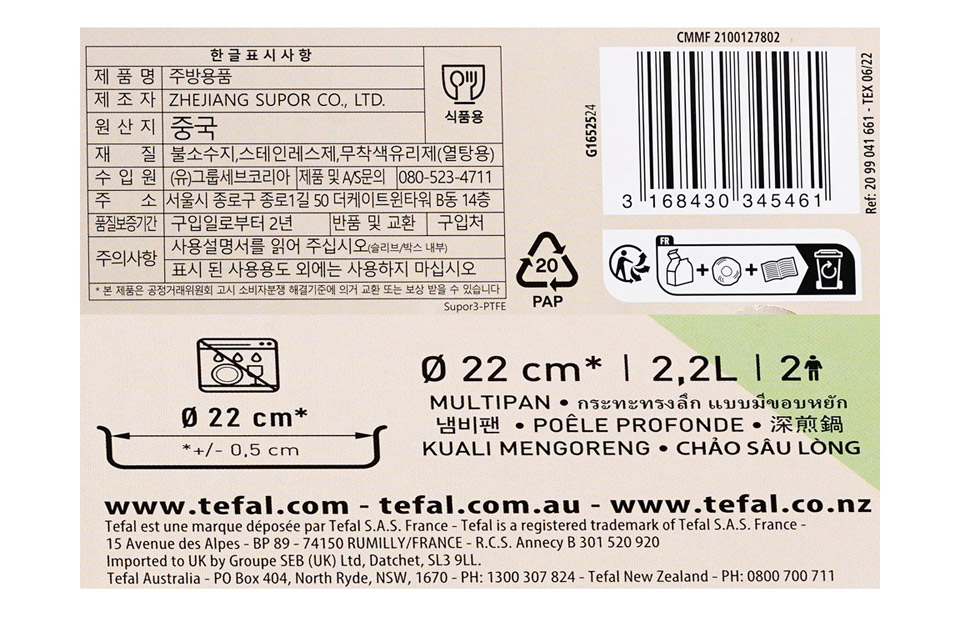 CMMF 2100127802
한글표시사항
제 품 명 주방용품
제 조 자 ZHEJIANG SUPOR CO., LTD.
식품용
원 산 지 중국
재 질 불소수지,스테인레스제,무착색유리제(열탕용)
수 입 원 (유)그룹세브코리아 제품 및 A/S문의 080-523-4711
주 소 서울시 종로구 종로1길 50 더케이트윈타워 B동 14층
품질보증기간 구입일로부터 2년 반품 및 교환 구입처
주의사항 사용설명서를 읽어 주십시오(슬리브/박스 내부)
표시 된 사용용도 외에는 사용하지 마십시오
* 본 제품은 공정거래위원회 고시 소비자분쟁 해결기준에 의거 교환 또는 보상 받을 수 있습니다
Supor3-PTFE
20
PAP
G1652524
3 168430 345461
Ref: 20 99 041 661 - TEX 06/22
FR
+ +
Ø 22 cm*
*+/- 0,5 cm
Ø 22 cm* | 2,2L | 2
MULTIPAN • กระทะทรงลึก แบบมีขอบหยัก
냄비팬 • POÊLE PROFONDE • 深煎鍋
KUALI MENGORENG • CHẢO SÂU LÒNG
www.tefal.com - tefal.com.au - www.tefal.co.nz
Tefal est une marque déposée par Tefal S.A.S. France - Tefal is a registered trademark of Tefal S.A.S. France -
15 Avenue des Alpes - BP 89 - 74150 RUMILLY/FRANCE - R.C.S. Annecy B 301 520 920
Imported to UK by Groupe SEB (UK) Ltd, Datchet, SL3 9LL.
Tefal Australia - PO Box 404, North Ryde, NSW, 1670 - PH: 1300 307 824 - Tefal New Zealand - PH: 0800 700 711